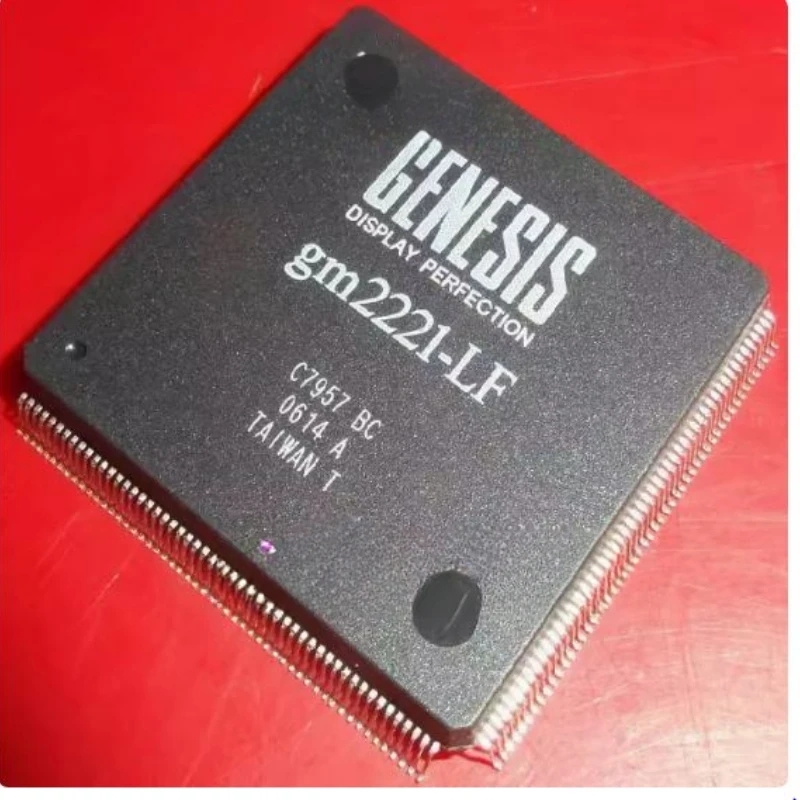 GENESIS
DISPLAY PERFECTION
gm2221-LF
C7957 BC
0614 A
TAIWAN T